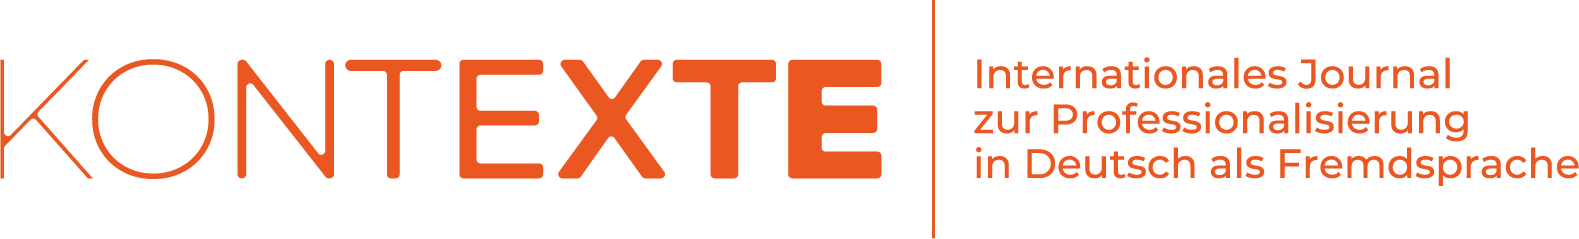 KONTEXTE
Internationales Journal
zur Professionalisierung
in Deutsch als Fremdsprache